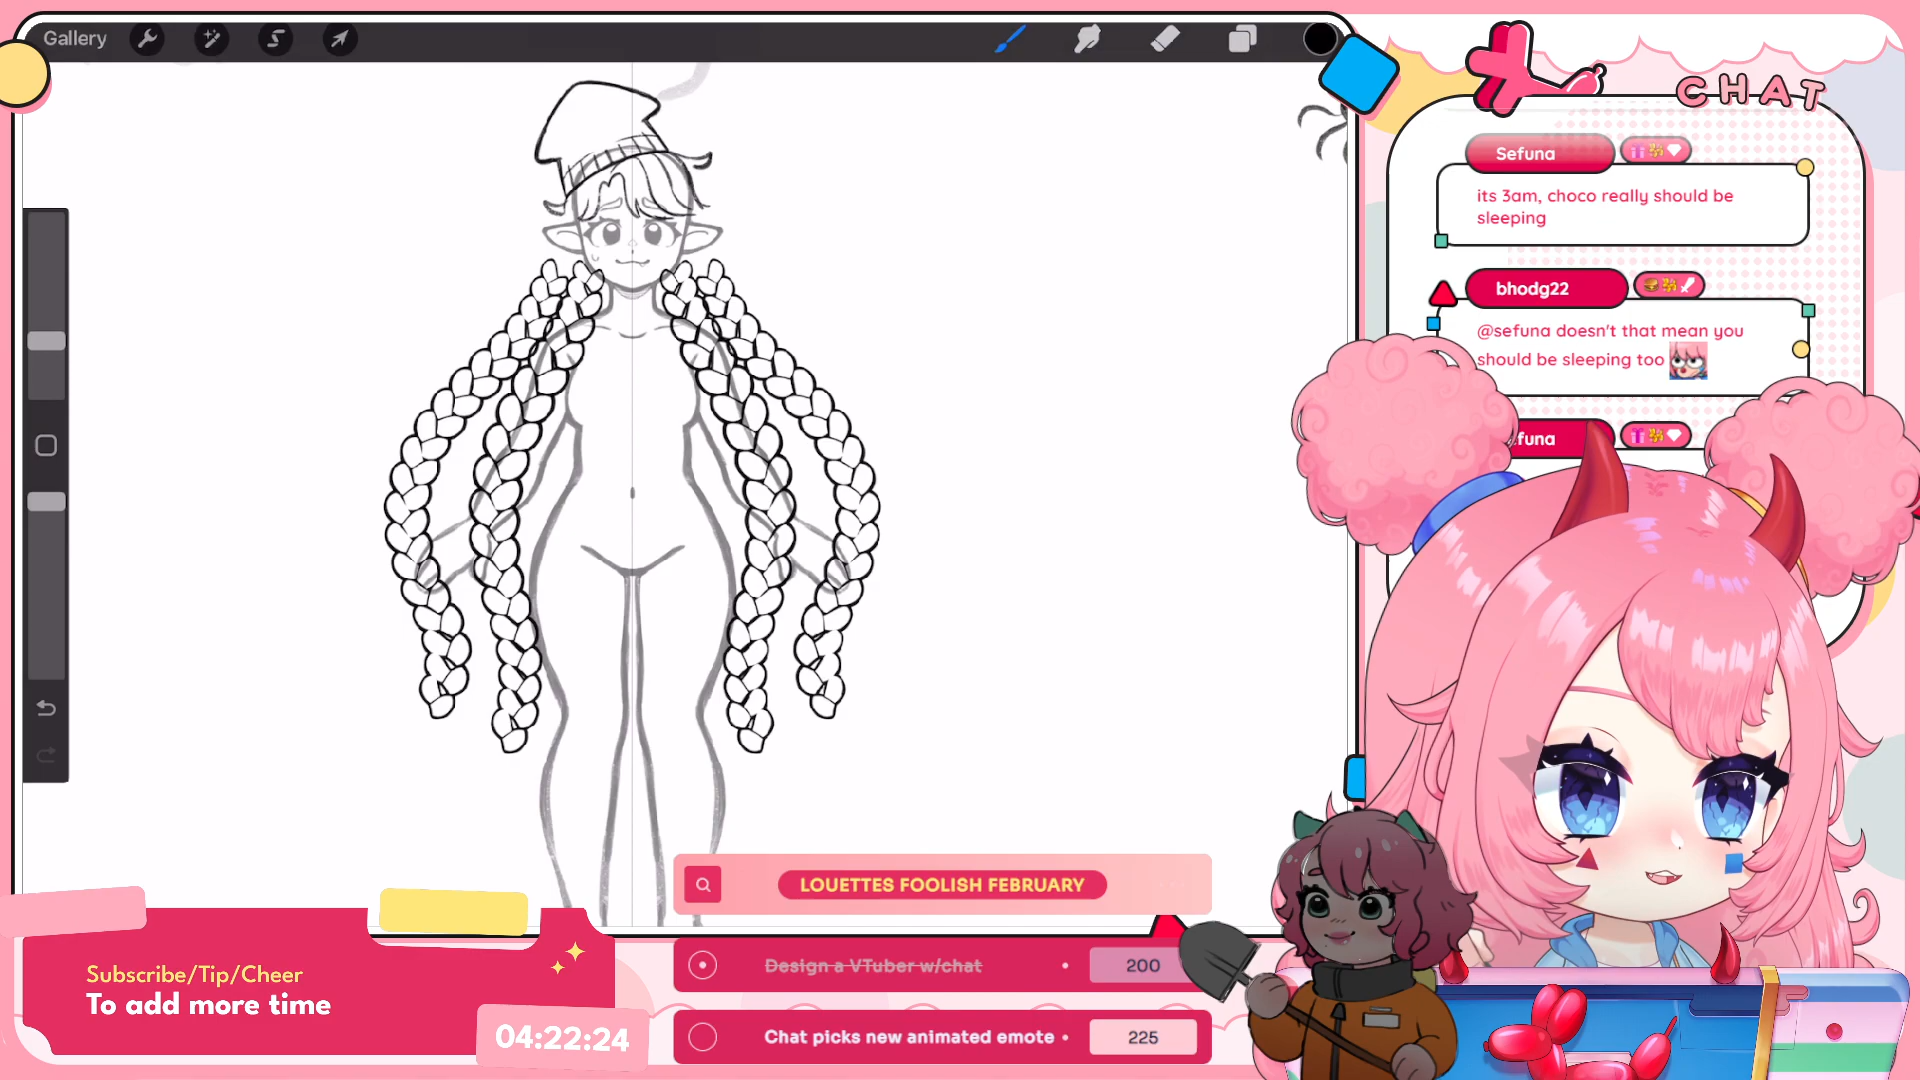 Gallery
CHAT
Sefuna
its 3am, choco really should be
sleeping
bhodg22
@sefuna doesn't that mean you
should be sleeping too
funa
LOUETTES FOOLISH FEBRUARY
Design a VTuber w/chat • 200
Chat picks new animated emote • 225
Subscribe/Tip/Cheer
To add more time
04:22:24